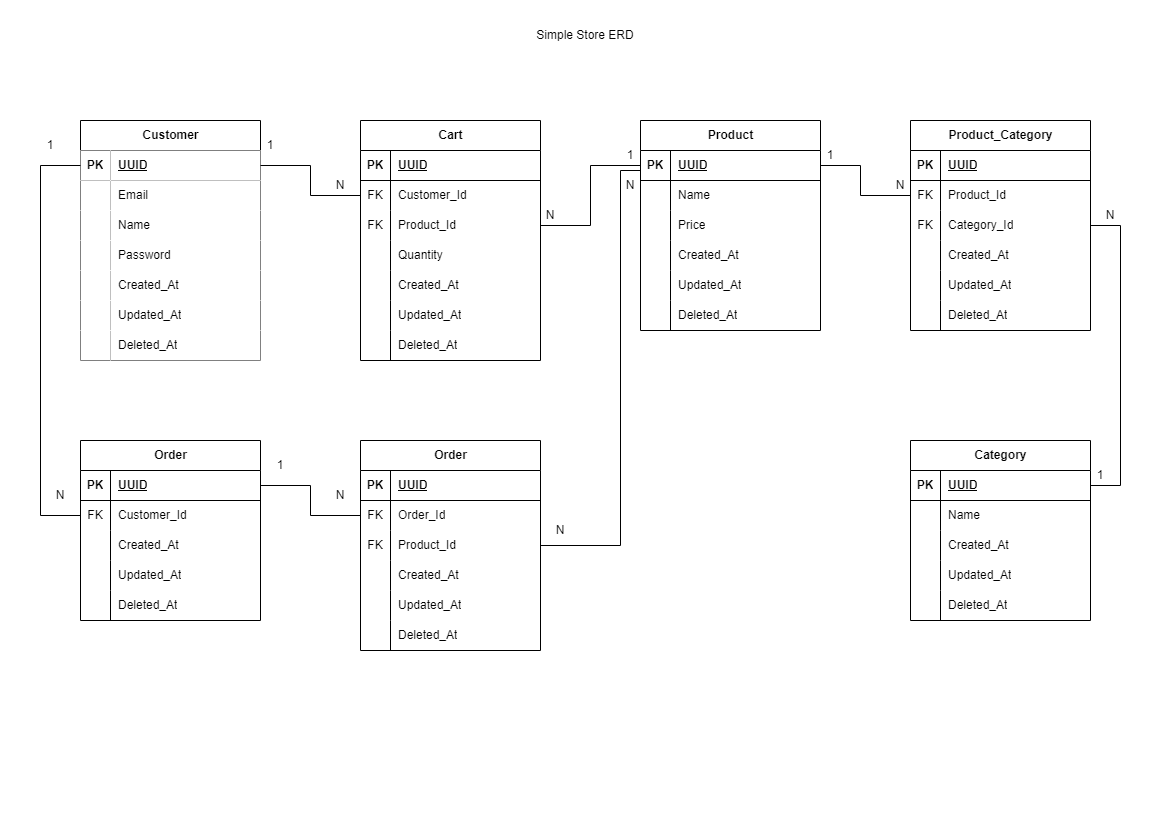 Simple Store ERD
Customer
1
1
PK UUID
Email
Name
Password
Created_At
Updated_At
Deleted_At
Cart
PK UUID
N
FK Customer_Id
FK Product_Id
N
Quantity
Created_At
Updated_At
Deleted_At
Product
1
1
PK UUID
N
Name
Price
Created_At
Updated_At
Deleted_At
Product_Category
PK UUID
N
FK Product_Id
FK Category_Id
N
Created_At
Updated_At
Deleted_At
Order
1
PK UUID
N
FK Customer_Id
Created_At
Updated_At
Deleted_At
Order
PK UUID
N
FK Order_Id
FK Product_Id
N
Created_At
Updated_At
Deleted_At
Category
PK UUID
1
Name
Created_At
Updated_At
Deleted_At